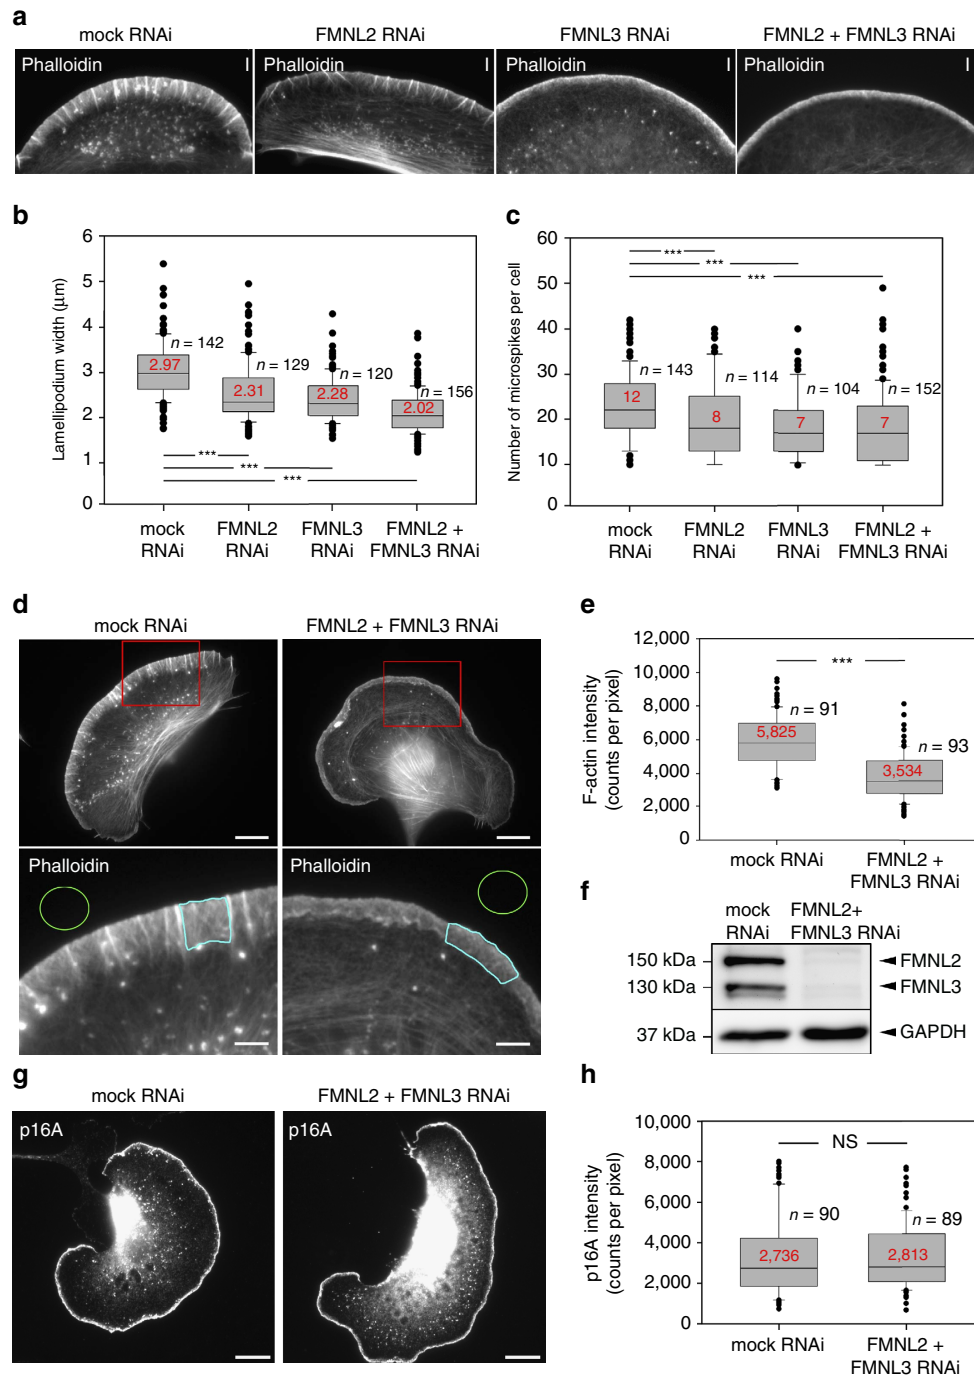 a
mock RNAi
FMNL2 RNAi
FMNL3 RNAi
FMNL2 + FMNL3 RNAi
Phalloidin
Phalloidin
Phalloidin
Phalloidin
b
Lamellipodium width (μm)
6
5
4
3
2
1
0
2.97
n = 142
2.31
n = 129
2.28
n = 120
2.02
n = 156
***
***
***
mock
RNAi
FMNL2
RNAi
FMNL3
RNAi
FMNL2 +
FMNL3 RNAi
c
Number of microspikes per cell
60
50
40
30
20
10
0
***
***
***
12
n = 143
8
n = 114
7
n = 104
7
n = 152
mock
RNAi
FMNL2
RNAi
FMNL3
RNAi
FMNL2 +
FMNL3 RNAi
d
mock RNAi
FMNL2 + FMNL3 RNAi
Phalloidin
Phalloidin
e
F-actin intensity
(counts per pixel)
12,000
10,000
8,000
6,000
4,000
2,000
0
***
5,825
n = 91
3,534
n = 93
mock RNAi
FMNL2 +
FMNL3 RNAi
f
mock
RNAi
FMNL2+
FMNL3 RNAi
150 kDa
FMNL2
130 kDa
FMNL3
37 kDa
GAPDH
g
mock RNAi
FMNL2 + FMNL3 RNAi
p16A
p16A
h
p16A intensity
(counts per pixel)
10,000
8,000
6,000
4,000
2,000
0
NS
2,736
n = 90
2,813
n = 89
mock RNAi
FMNL2 +
FMNL3 RNAi